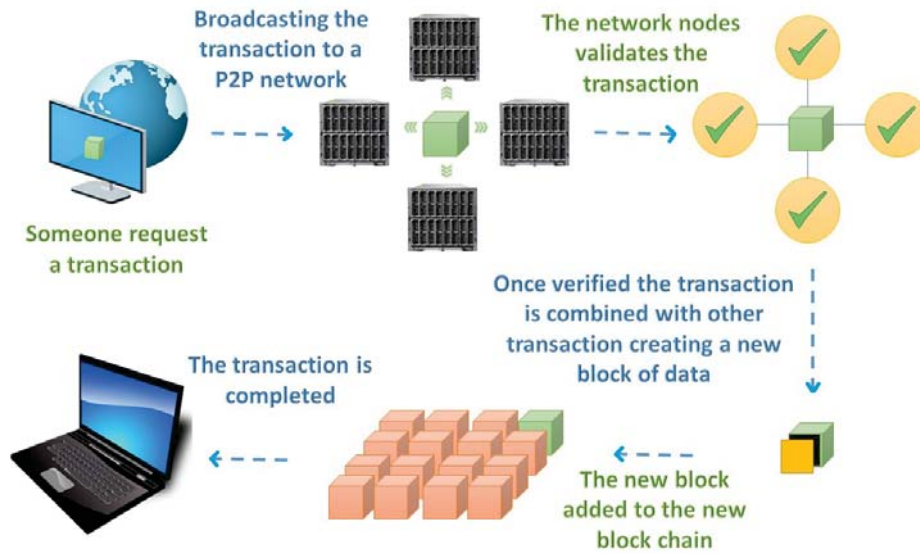 Broadcasting the
transaction to a
P2P network
The network nodes
validates the
transaction
Someone request
a transaction
Once verified the transaction
is combined with other
transaction creating a new
block of data
The transaction is
completed
The new block
added to the new
block chain